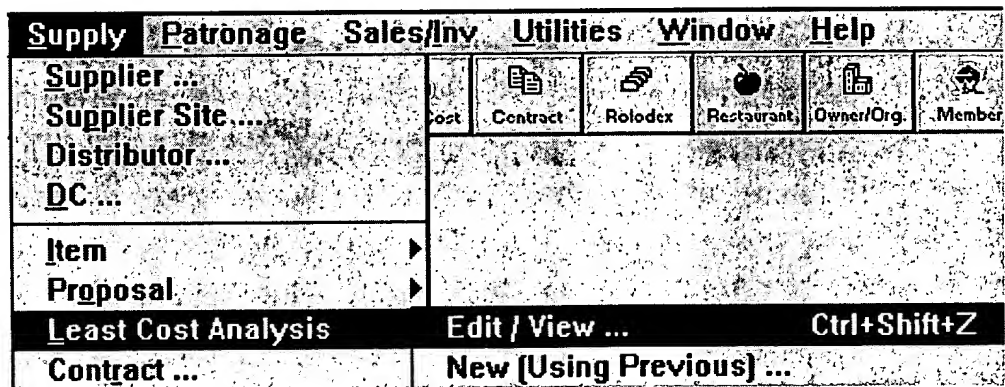 Supply Patronage Sales/Inv Utilities Window Help
Supplier ...
Supplier Site ...
Distributor ...
DC ...
Cost Contract Rolodex Restaurant Owner/Org. Member
Item
Proposal
Least Cost Analysis Edit / View ... Ctrl+Shift+Z
Contract ... New (Using Previous) ...